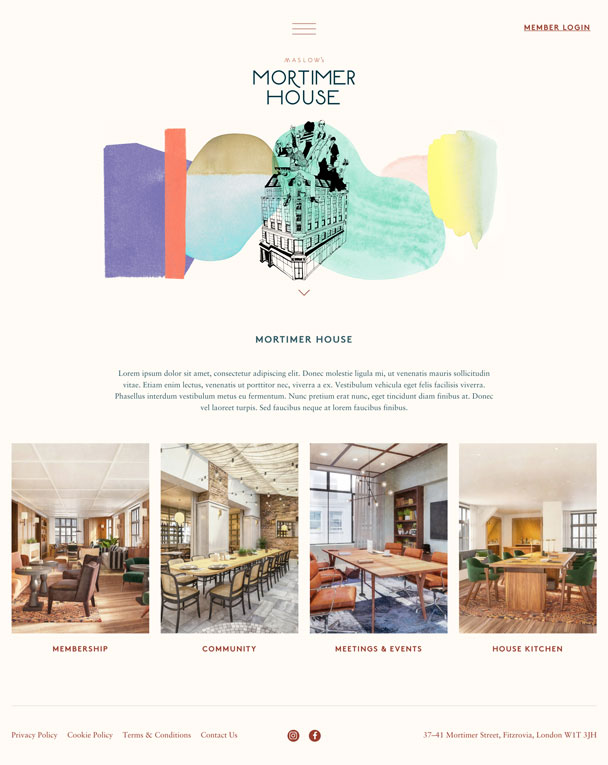 MEMBER LOGIN
MASLOW'S
MORTIMER
HOUSE
MORTIMER HOUSE
Lorem ipsum dolor sit amet, consectetur adipiscing elit. Donec molestie ligula mi, ut venenatis mauris sollicitudin
vitae. Etiam enim lectus, venenatis ut porttitor nec, viverra a ex. Vestibulum vehicula eget felis facilisis viverra.
Phasellus interdum vestibulum metus eu fermentum. Nunc pretium erat nunc, eget tincidunt diam finibus at. Donec
vel laoreet turpis. Sed faucibus neque at lorem faucibus finibus.
MEMBERSHIP
COMMUNITY
MEETINGS & EVENTS
HOUSE KITCHEN
Privacy Policy Cookie Policy Terms & Conditions Contact Us
37–41 Mortimer Street, Fitzrovia, London W1T 3JH